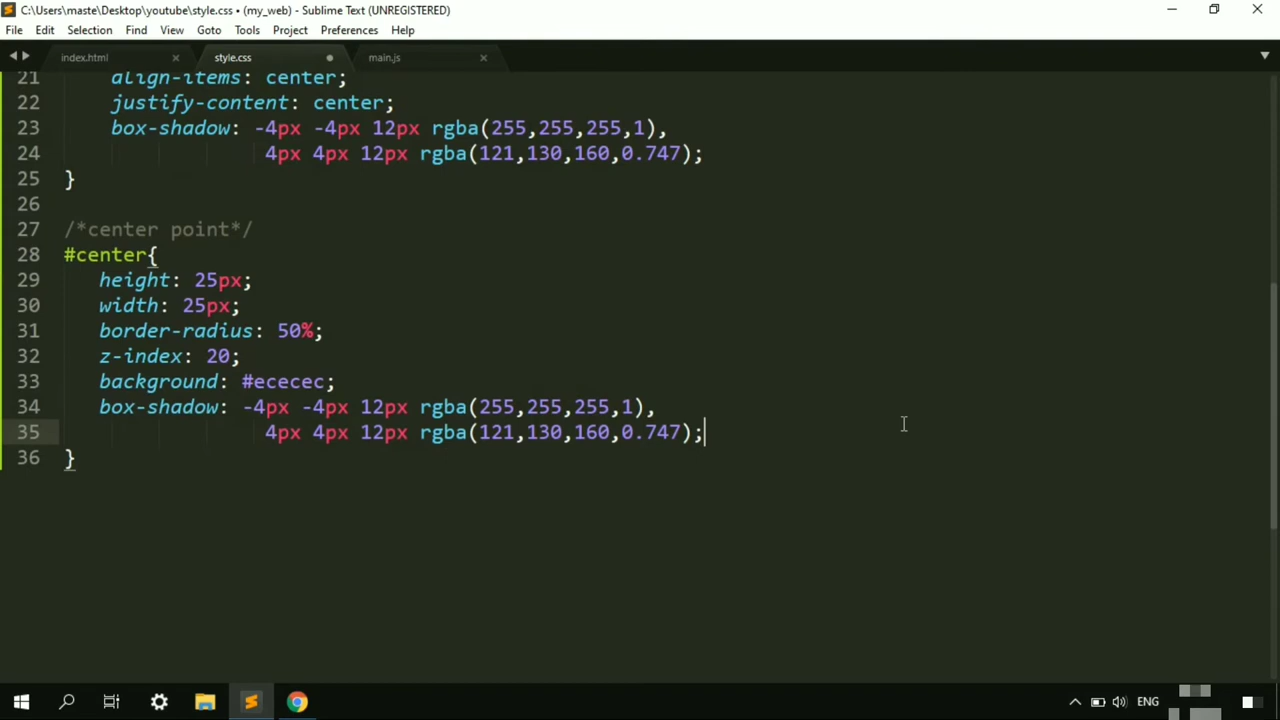 C:\Users\maste\Desktop\youtube\style.css • (my_web) - Sublime Text (UNREGISTERED)
File Edit Selection Find View Goto Tools Project Preferences Help
index.html style.css main.js
21 align-items: center;
22 justify-content: center;
23 box-shadow: -4px -4px 12px rgba(255,255,255,1),
24 4px 4px 12px rgba(121,130,160,0.747);
25 }
26
27 /*center point*/
28 #center{
29 height: 25px;
30 width: 25px;
31 border-radius: 50%;
32 z-index: 20;
33 background: #ececec;
34 box-shadow: -4px -4px 12px rgba(255,255,255,1),
35 4px 4px 12px rgba(121,130,160,0.747);
36 }
ENG